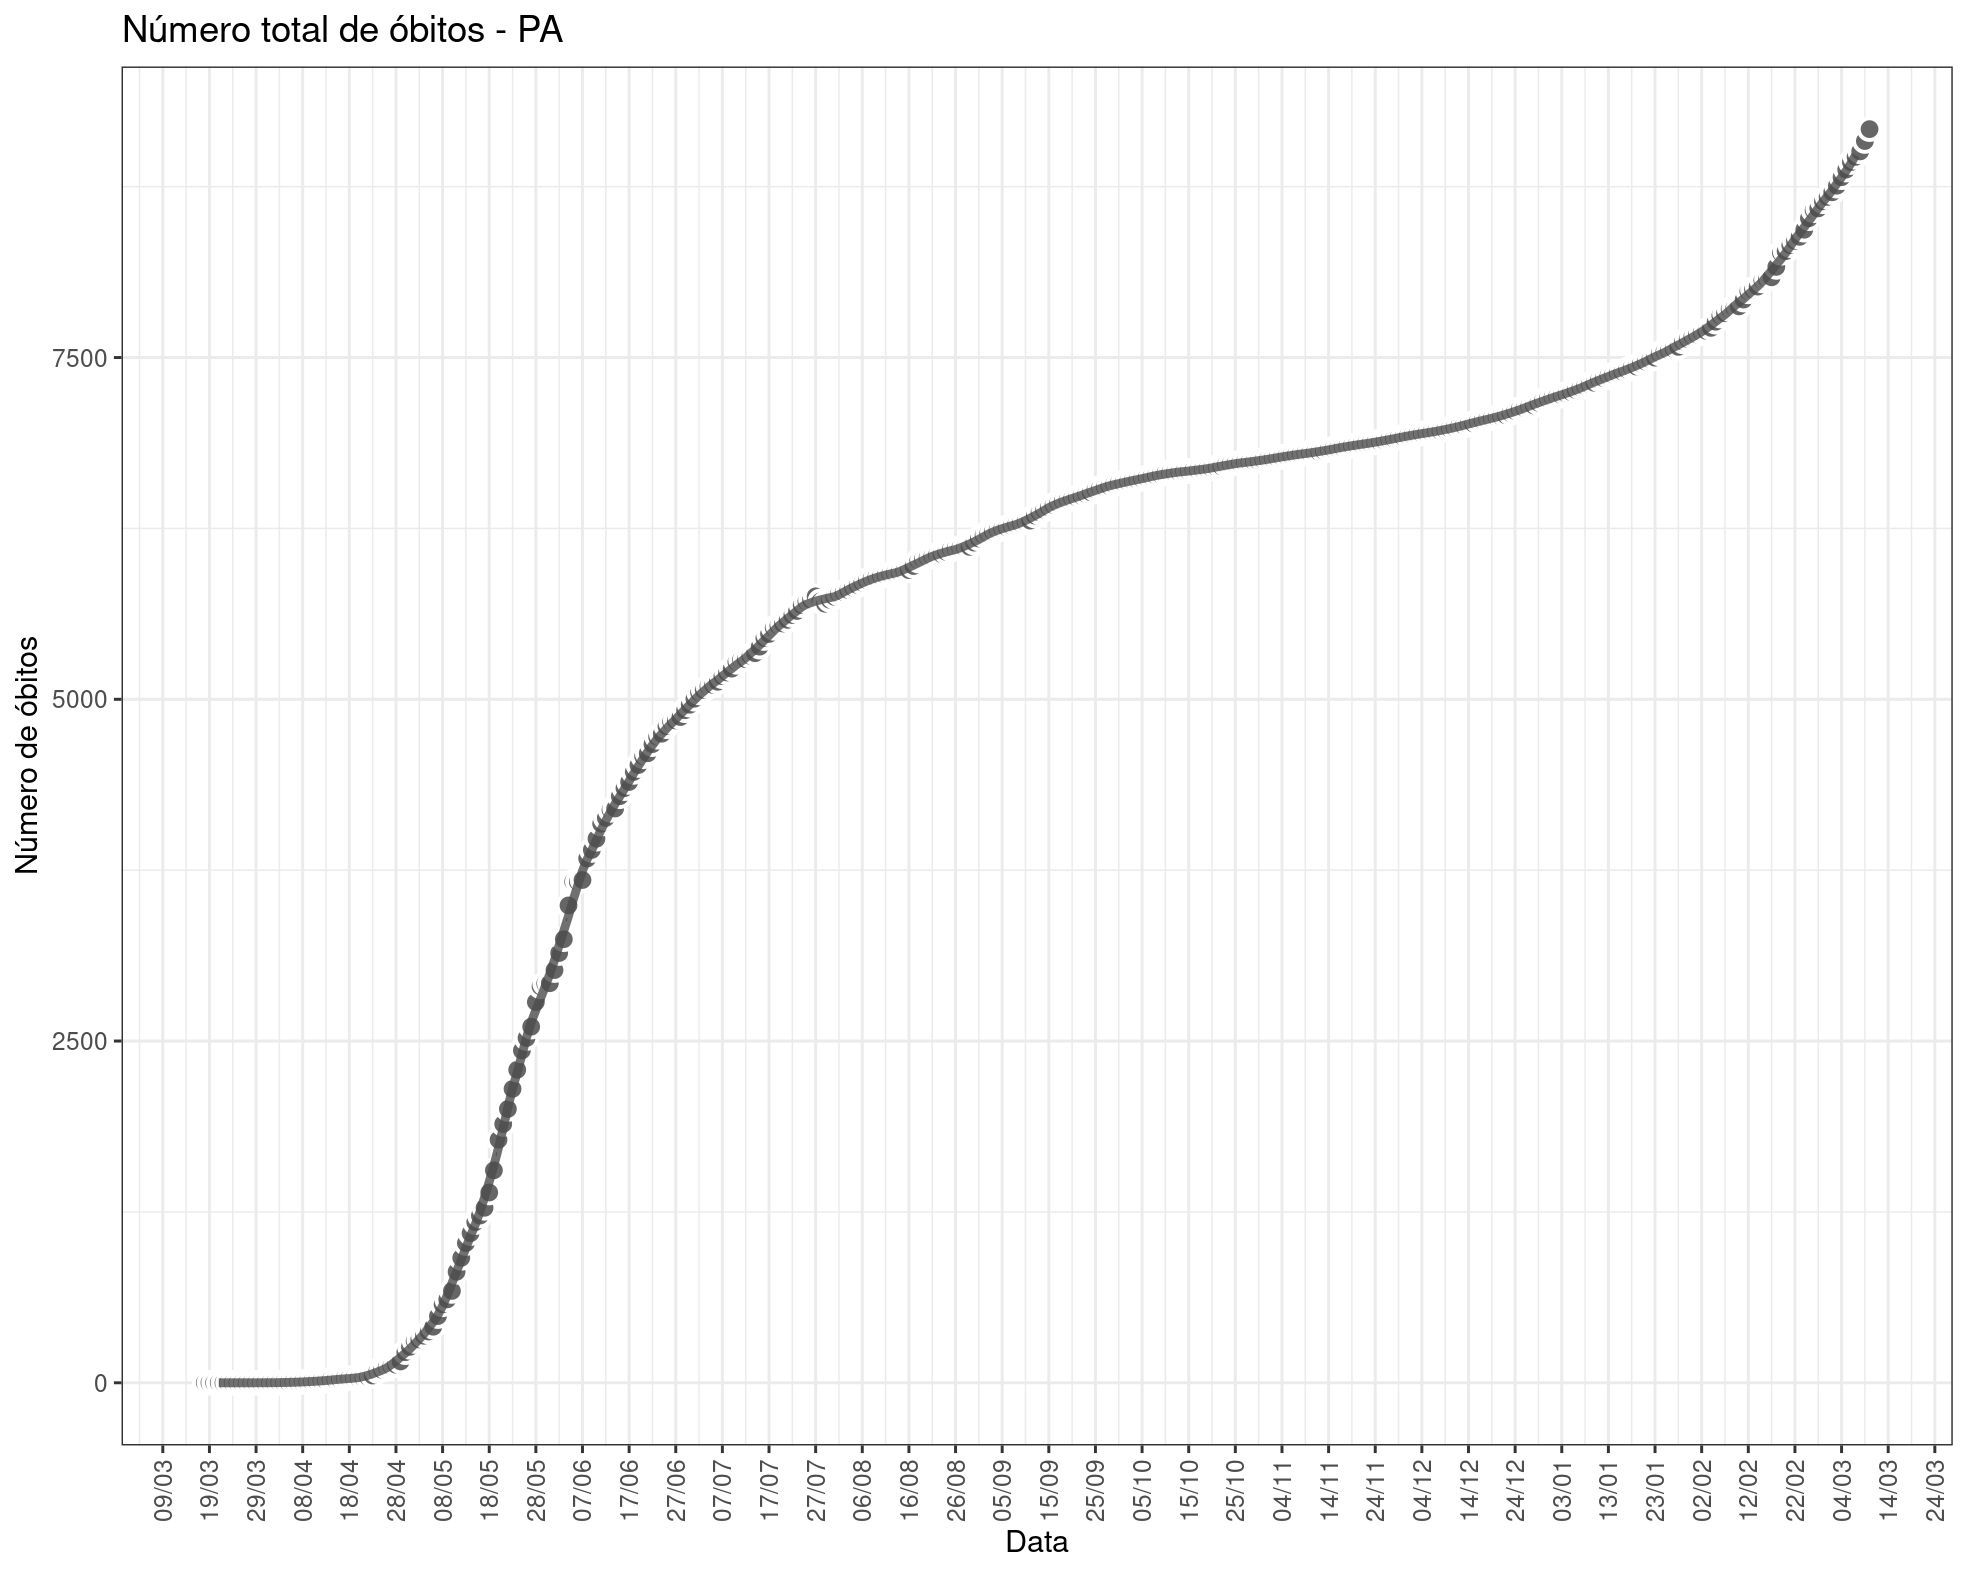 Número total de óbitos - PA
Número de óbitos
7500
5000
2500
0
09/03 19/03 29/03 08/04 18/04 28/04 08/05 18/05 28/05 07/06 17/06 27/06 07/07 17/07 27/07 06/08 16/08 26/08 05/09 15/09 25/09 05/10 15/10 25/10 04/11 14/11 24/11 04/12 14/12 24/12 03/01 13/01 23/01 02/02 12/02 22/02 04/03 14/03 24/03
Data